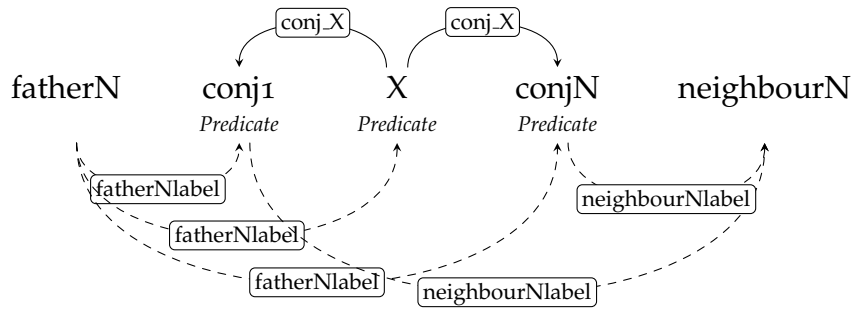 conj_X conj_X
fatherN conj1 X conjN neighbourN
Predicate Predicate Predicate
fatherNlabel neighbourNlabel
fatherNlabel
fatherNlabel neighbourNlabel